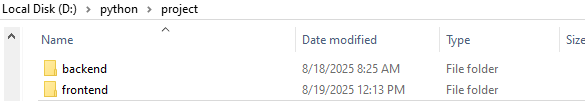 Local Disk (D:) > python > project
Name Date modified Type Size
backend 8/18/2025 8:25 AM File folder
frontend 8/19/2025 12:13 PM File folder